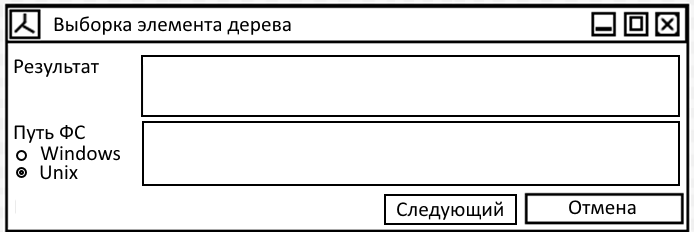 Выборка элемента дерева
Результат
Путь ФС
Windows
Unix
Следующий Отмена